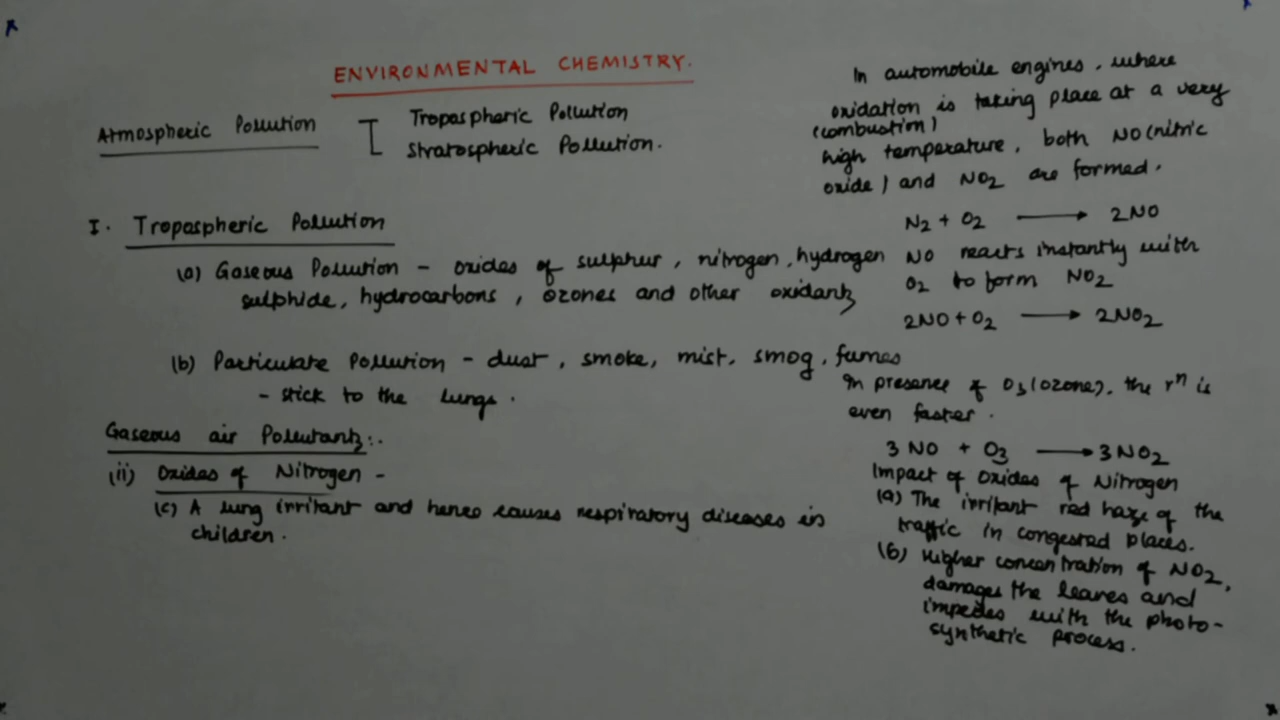 ENVIRONMENTAL CHEMISTRY.
Atmospheric Pollution
Tropospheric Pollution
Stratospheric Pollution.
I. Tropospheric Pollution
(a) Gaseous Pollution - oxides of sulphur, nitrogen, hydrogen
sulphide, hydrocarbons, ozones and other oxidants
(b) Particulate Pollution - dust, smoke, mist, smog, fumes
- stick to the lungs.
Gaseous air Pollutants:-
(ii) Oxides of Nitrogen -
(c) A lung irritant and hence causes respiratory diseases in
children.
In automobile engines, where
oxidation is taking place at a very
(combustion)
high temperature, both NO (nitric
oxide) and NO2 are formed.
N2 + O2 → 2NO
NO reacts instantly with
O2 to form NO2
2NO + O2 → 2NO2
In presence of O3 (ozone), the rn is
even faster.
3 NO + O3 → 3 NO2
Impact of Oxides of Nitrogen
(a) The irritant red haze of the
traffic in congested places.
(b) Higher concentration of NO2,
damages the leaves and
impedes with the photo-
synthetic process.